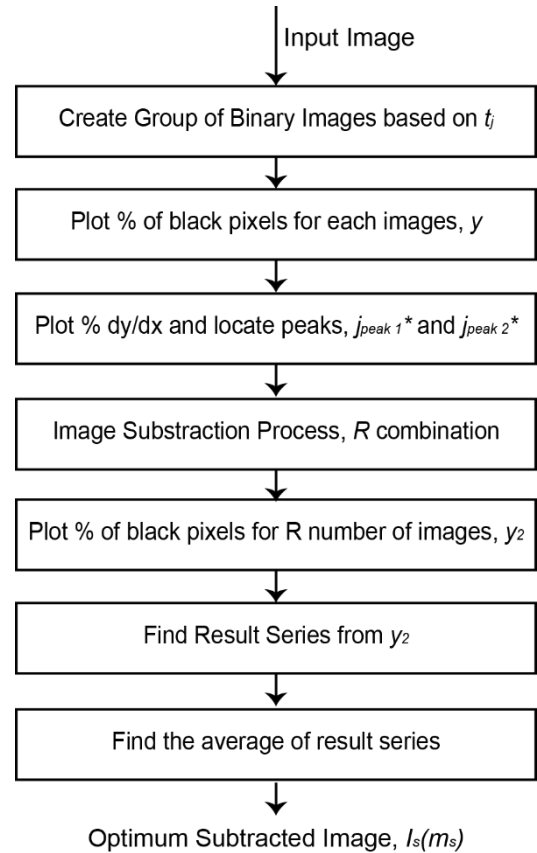 Input Image
Create Group of Binary Images based on tj
Plot % of black pixels for each images, y
Plot % dy/dx and locate peaks, jpeak 1* and jpeak 2*
Image Substraction Process, R combination
Plot % of black pixels for R number of images, y2
Find Result Series from y2
Find the average of result series
Optimum Subtracted Image, Is(ms)